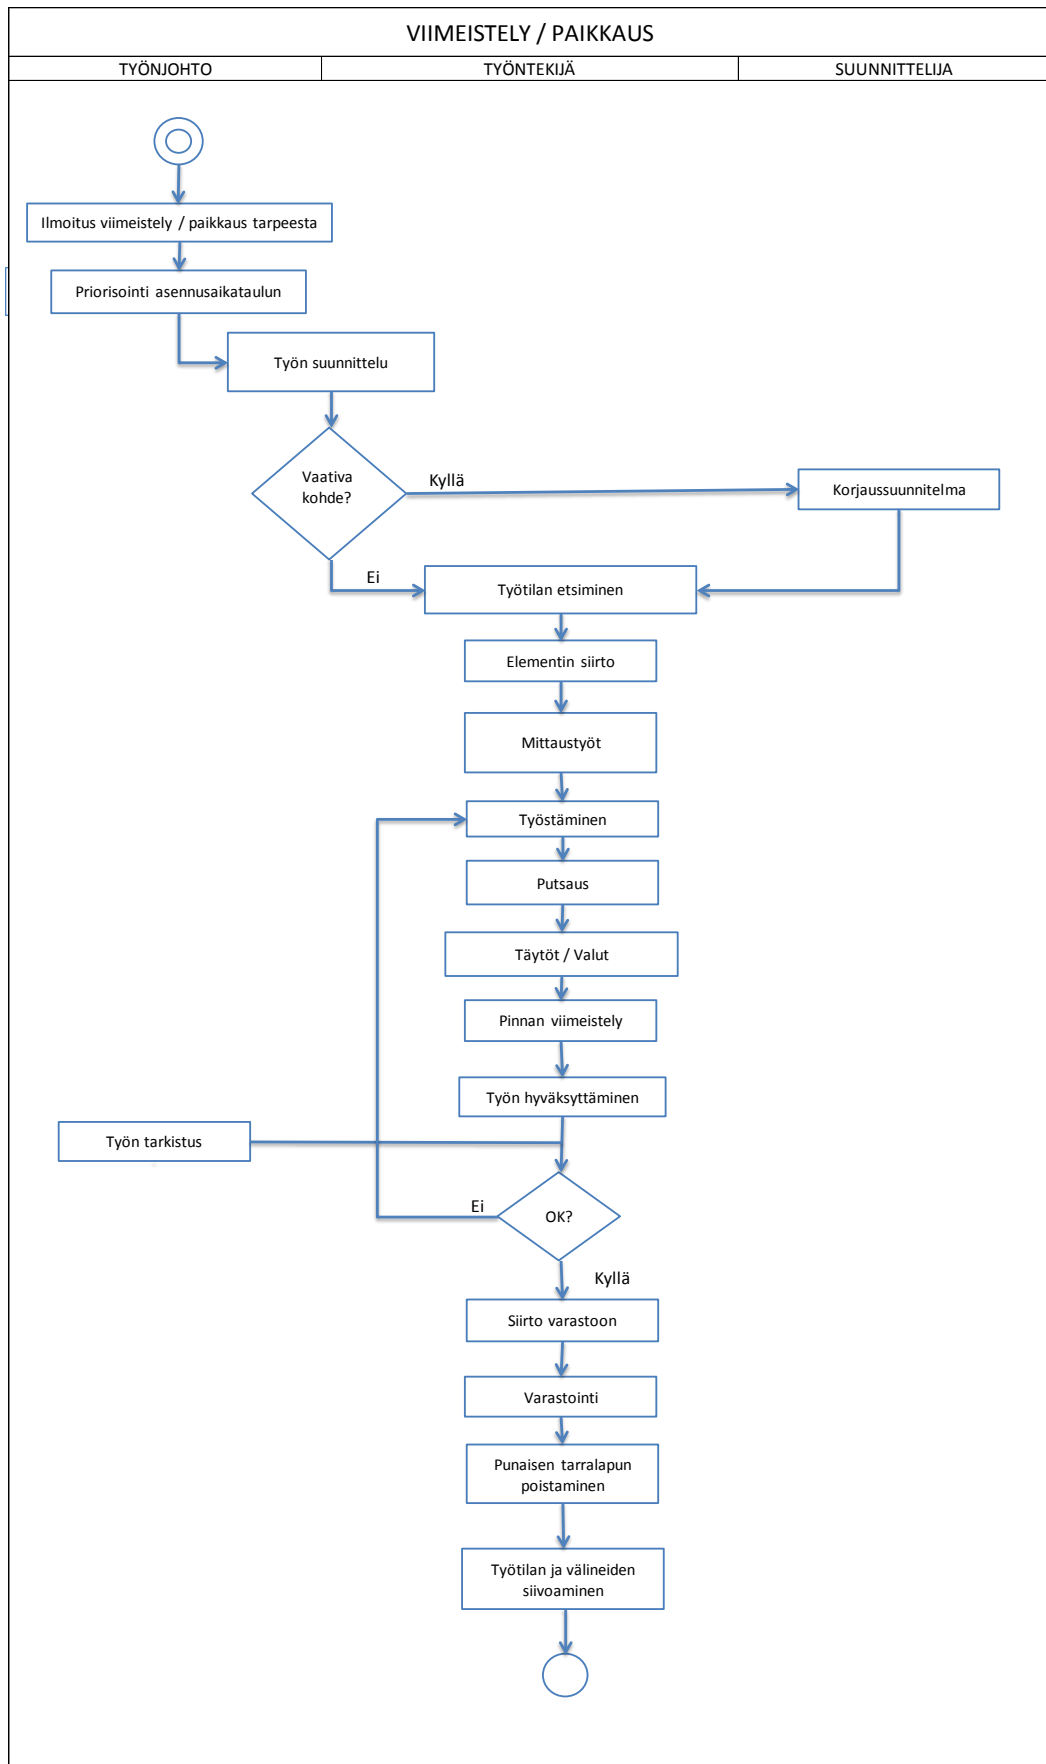 VIIMEISTELY / PAIKKAUS
TYÖNJOHTO
TYÖNTEKIJÄ
SUUNNITTELIJA
Ilmoitus viimeistely / paikkaus tarpeesta
Priorisointi asennusaikataulun
Työn suunnittelu
Vaativa
kohde?
Kyllä
Korjaussuunnitelma
Ei
Työtilan etsiminen
Elementin siirto
Mittaustyöt
Työstäminen
Putsaus
Täytöt / Valut
Pinnan viimeistely
Työn hyväksyttäminen
Työn tarkistus
Ei
OK?
Kyllä
Siirto varastoon
Varastointi
Punaisen tarralapun
poistaminen
Työtilan ja välineiden
siivoaminen